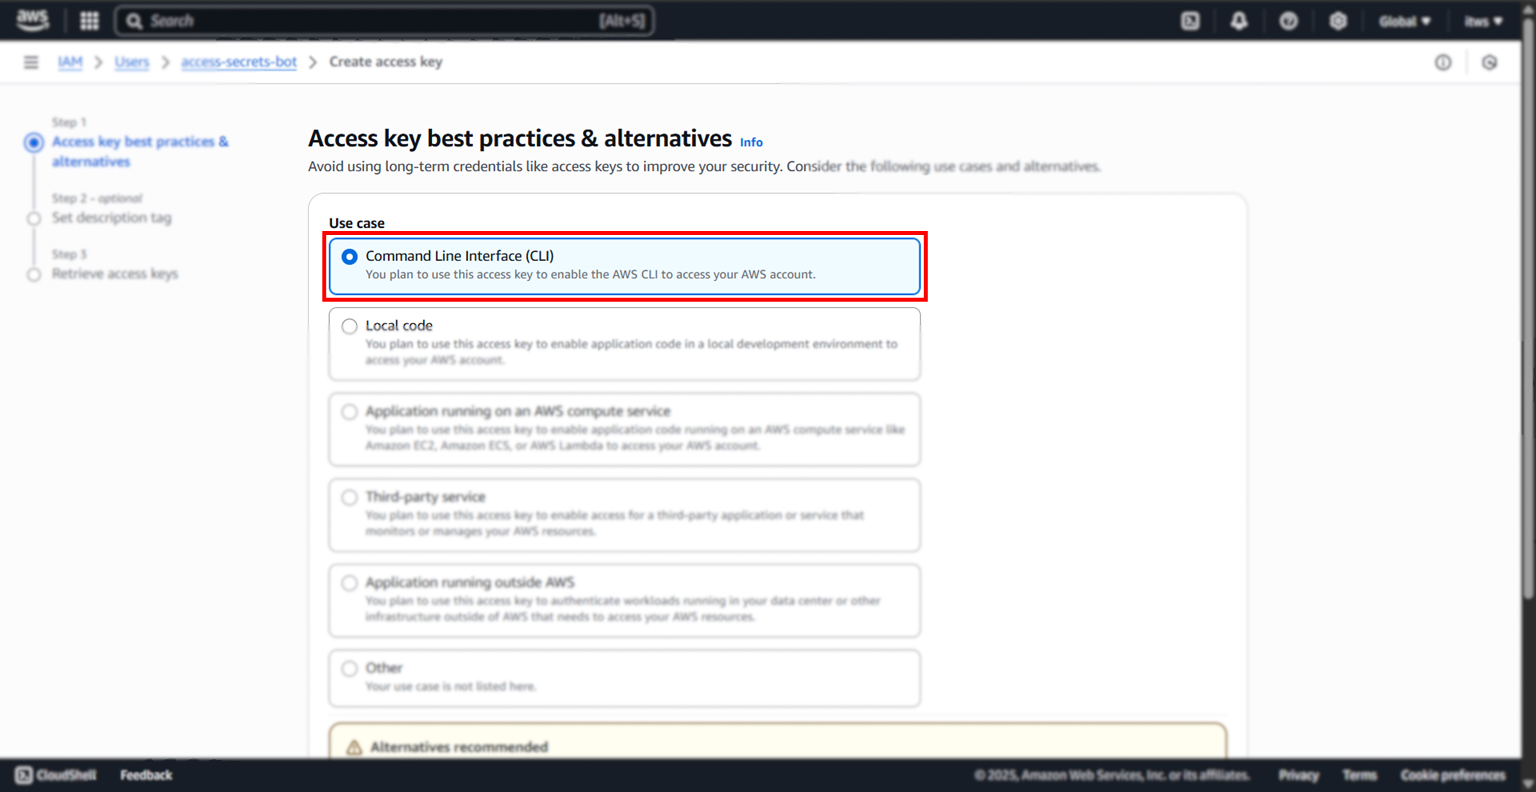 aws
Search [Alt+S] Global itws
IAM Users access-secrets-bot Create access key
Step 1
Access key best practices &
alternatives
Step 2 - optional
Set description tag
Step 3
Retrieve access keys
Access key best practices & alternatives Info
Avoid using long-term credentials like access keys to improve your security. Consider the following use cases and alternatives.
Use case
Command Line Interface (CLI)
You plan to use this access key to enable the AWS CLI to access your AWS account.
Local code
You plan to use this access key to enable application code in a local development environment to
access your AWS account.
Application running on an AWS compute service
You plan to use this access key to enable application code running on an AWS compute service like
Amazon EC2, Amazon ECS, or AWS Lambda to access your AWS account.
Third-party service
You plan to use this access key to enable access for a third-party application or service that
monitors or manages your AWS resources.
Application running outside AWS
You plan to use this access key to authenticate workloads running in your data center or other
infrastructure outside of AWS that needs to access your AWS resources.
Other
Your use case is not listed here.
Alternatives recommended
CloudShell Feedback © 2025, Amazon Web Services, Inc. or its affiliates. Privacy Terms Cookie preferences